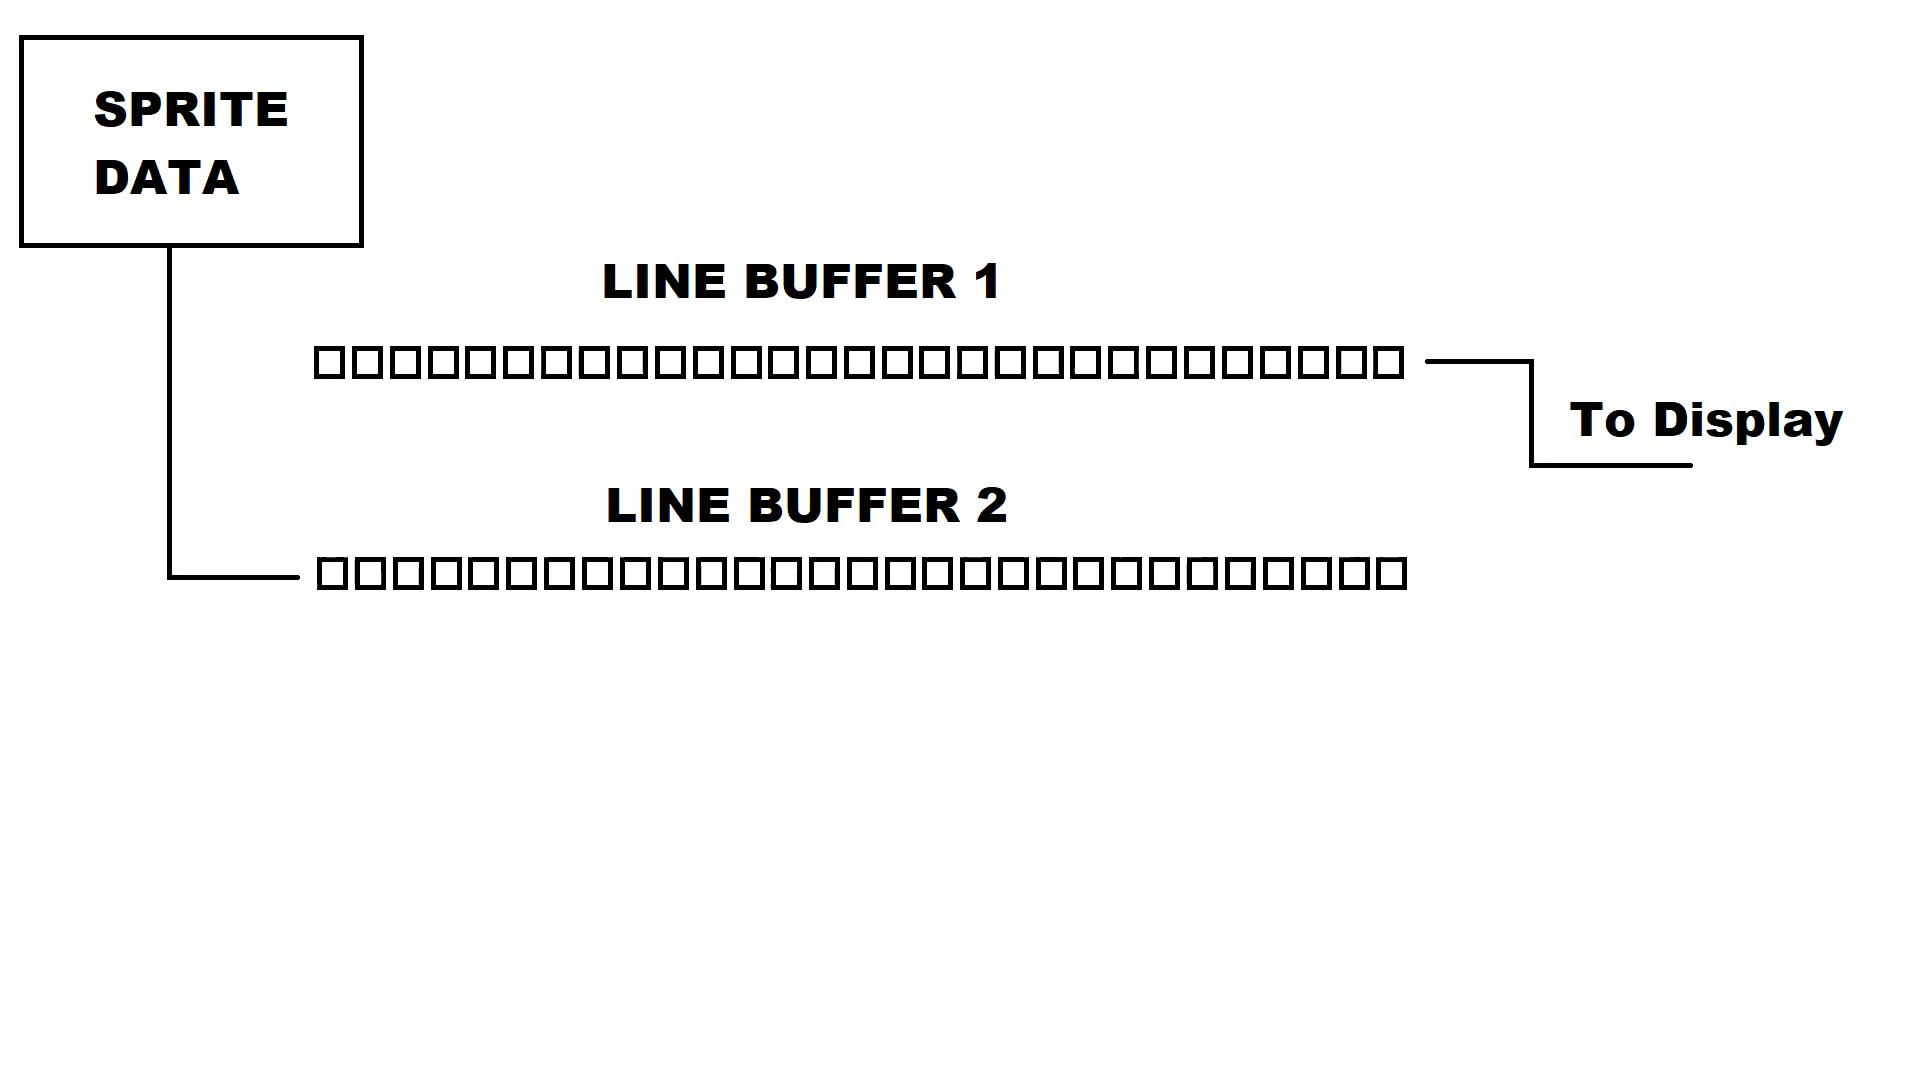 SPRITE
DATA
LINE BUFFER 1
To Display
LINE BUFFER 2